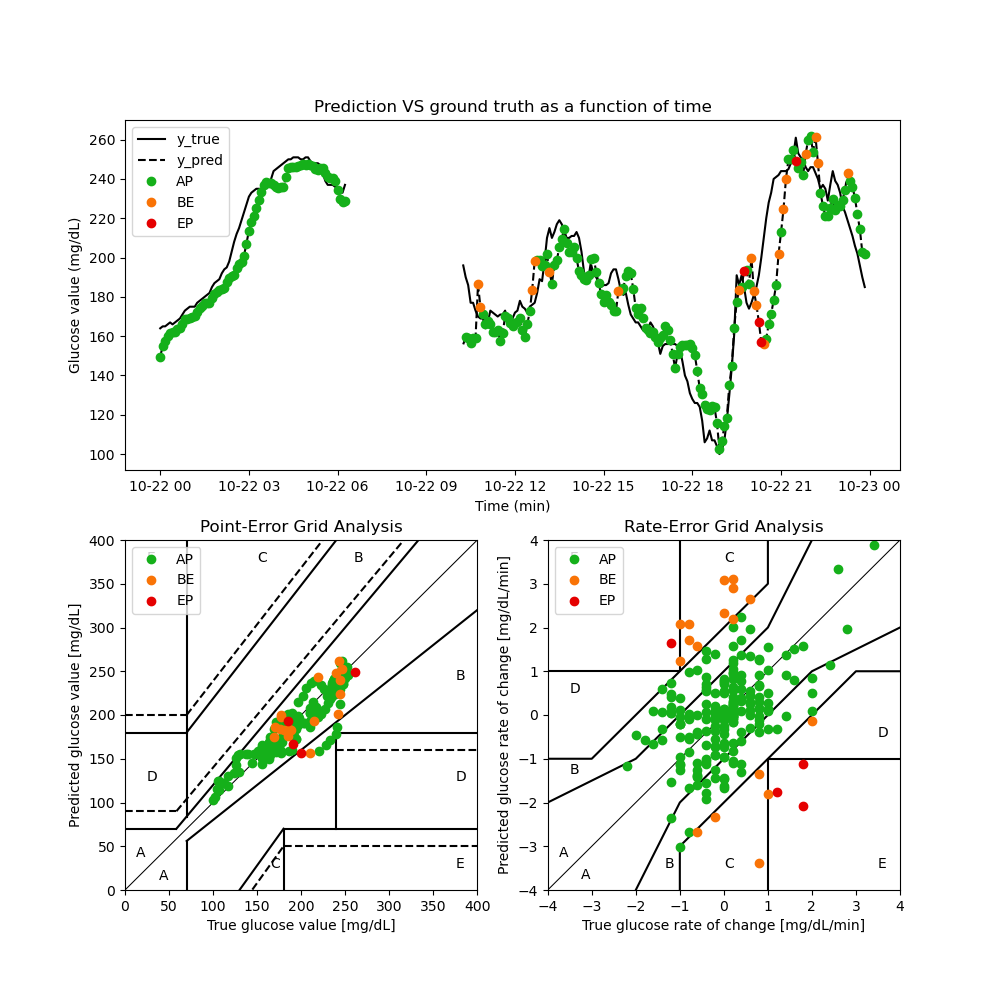 Prediction VS ground truth as a function of time
Glucose value (mg/dL)
260
240
220
200
180
160
140
120
100
y_true
y_pred
AP
BE
EP
10-22 00 10-22 03 10-22 06 10-22 09 10-22 12 10-22 15 10-22 18 10-22 21 10-23 00
Time (min)
Point-Error Grid Analysis
Predicted glucose value [mg/dL]
400
350
300
250
200
150
100
50
0
AP
BE
EP
C B
B
D D
A
A C E
0 50 100 150 200 250 300 350 400
True glucose value [mg/dL]
Rate-Error Grid Analysis
Predicted glucose rate of change [mg/dL/min]
4
3
2
1
0
−1
−2
−3
−4
AP
BE
EP
C
D
D
B
A
A B C E
−4 −3 −2 −1 0 1 2 3 4
True glucose rate of change [mg/dL/min]